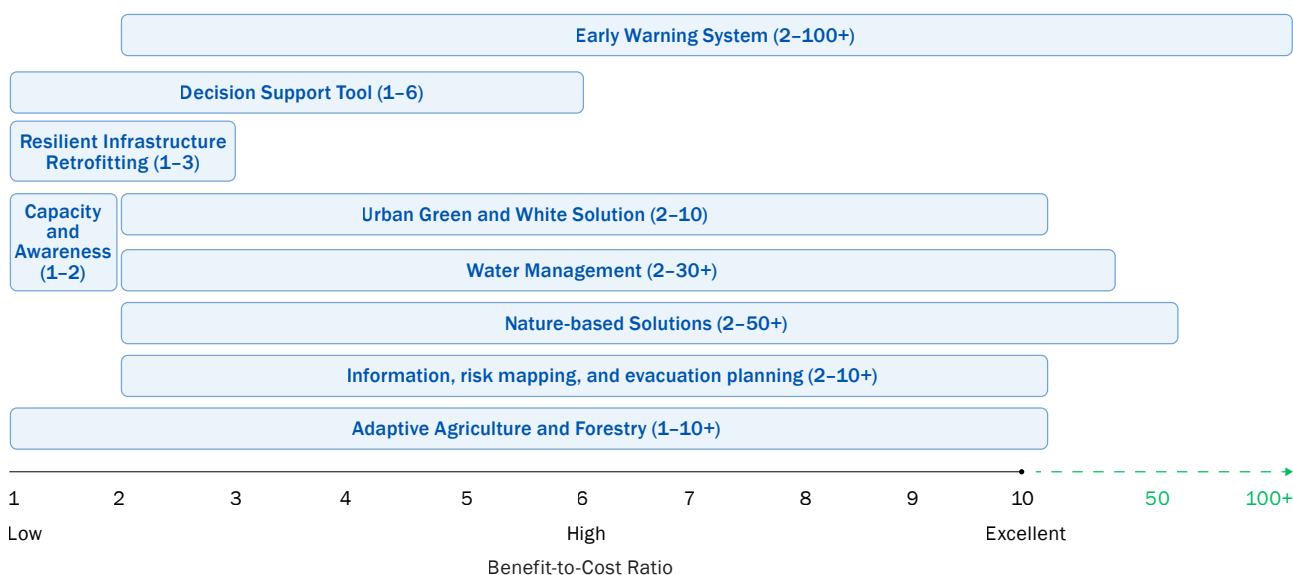 Early Warning System (2–100+)
Decision Support Tool (1–6)
Resilient Infrastructure
Retrofitting (1–3)
Capacity
and
Awareness
(1–2)
Urban Green and White Solution (2–10)
Water Management (2–30+)
Nature-based Solutions (2–50+)
Information, risk mapping, and evacuation planning (2–10+)
Adaptive Agriculture and Forestry (1–10+)
1 2 3 4 5 6 7 8 9 10 50 100+
Low High Excellent
Benefit-to-Cost Ratio